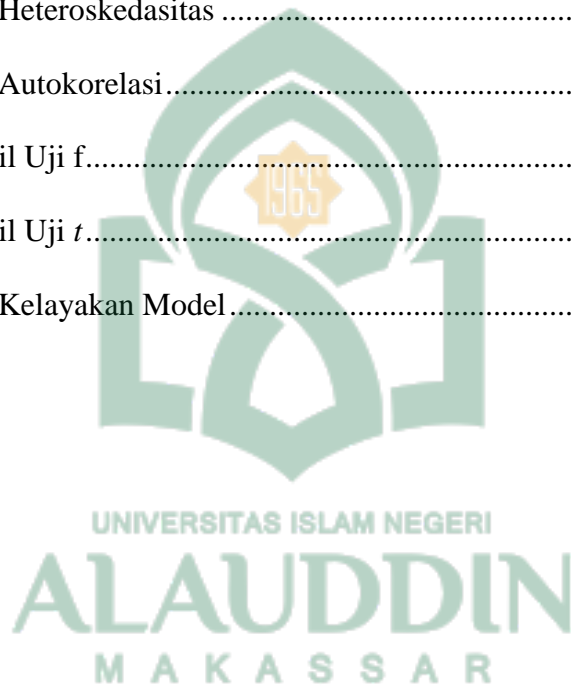 Heteroskedasitas ..........................................
Autokorelasi ..................................................
il Uji f............................................................
1965
il Uji t ............................................................
Kelayakan Model ..........................................
UNIVERSITAS ISLAM NEGERI
ALAUDDIN
MAKASSAR